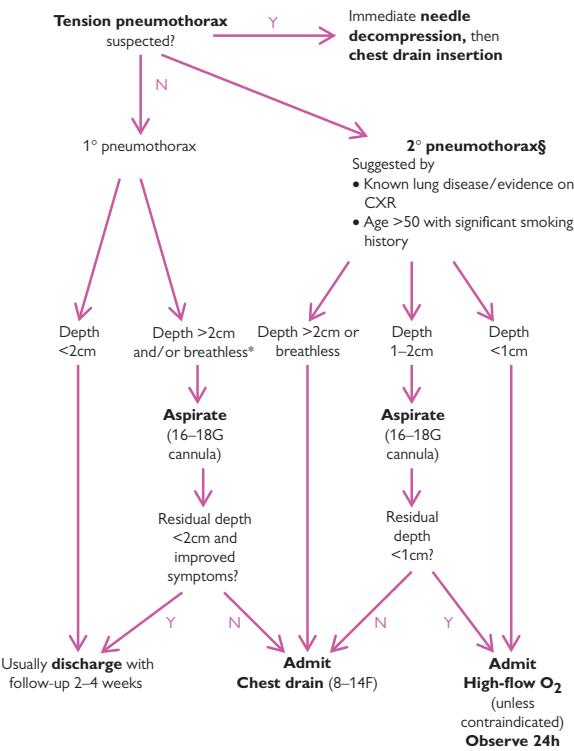 Tension pneumothorax
suspected?
Y
Immediate needle
decompression, then
chest drain insertion
N
1° pneumothorax
2° pneumothorax§
Suggested by
• Known lung disease/evidence on
CXR
• Age >50 with significant smoking
history
Depth
<2cm
Depth >2cm
and/or breathless*
Depth >2cm or
breathless
Depth
1–2cm
Depth
<1cm
Aspirate
(16–18G
cannula)
Aspirate
(16–18G
cannula)
Residual depth
<2cm and
improved
symptoms?
Residual
depth
<1cm?
Y
N
N
Y
Usually discharge with
follow-up 2–4 weeks
Admit
Chest drain (8–14F)
Admit
High-flow O₂
(unless
contraindicated)
Observe 24h